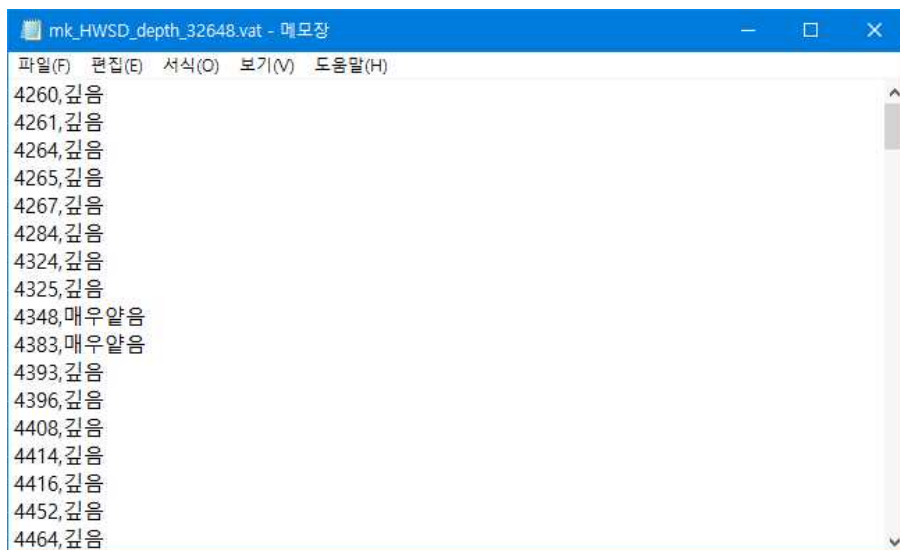 mk_HWSD_depth_32648.vat - 메모장
파일(F) 편집(E) 서식(O) 보기(V) 도움말(H)
4260,깊음
4261,깊음
4264,깊음
4265,깊음
4267,깊음
4284,깊음
4324,깊음
4325,깊음
4348,매우얕음
4383,매우얕음
4393,깊음
4396,깊음
4408,깊음
4414,깊음
4416,깊음
4452,깊음
4464,깊음